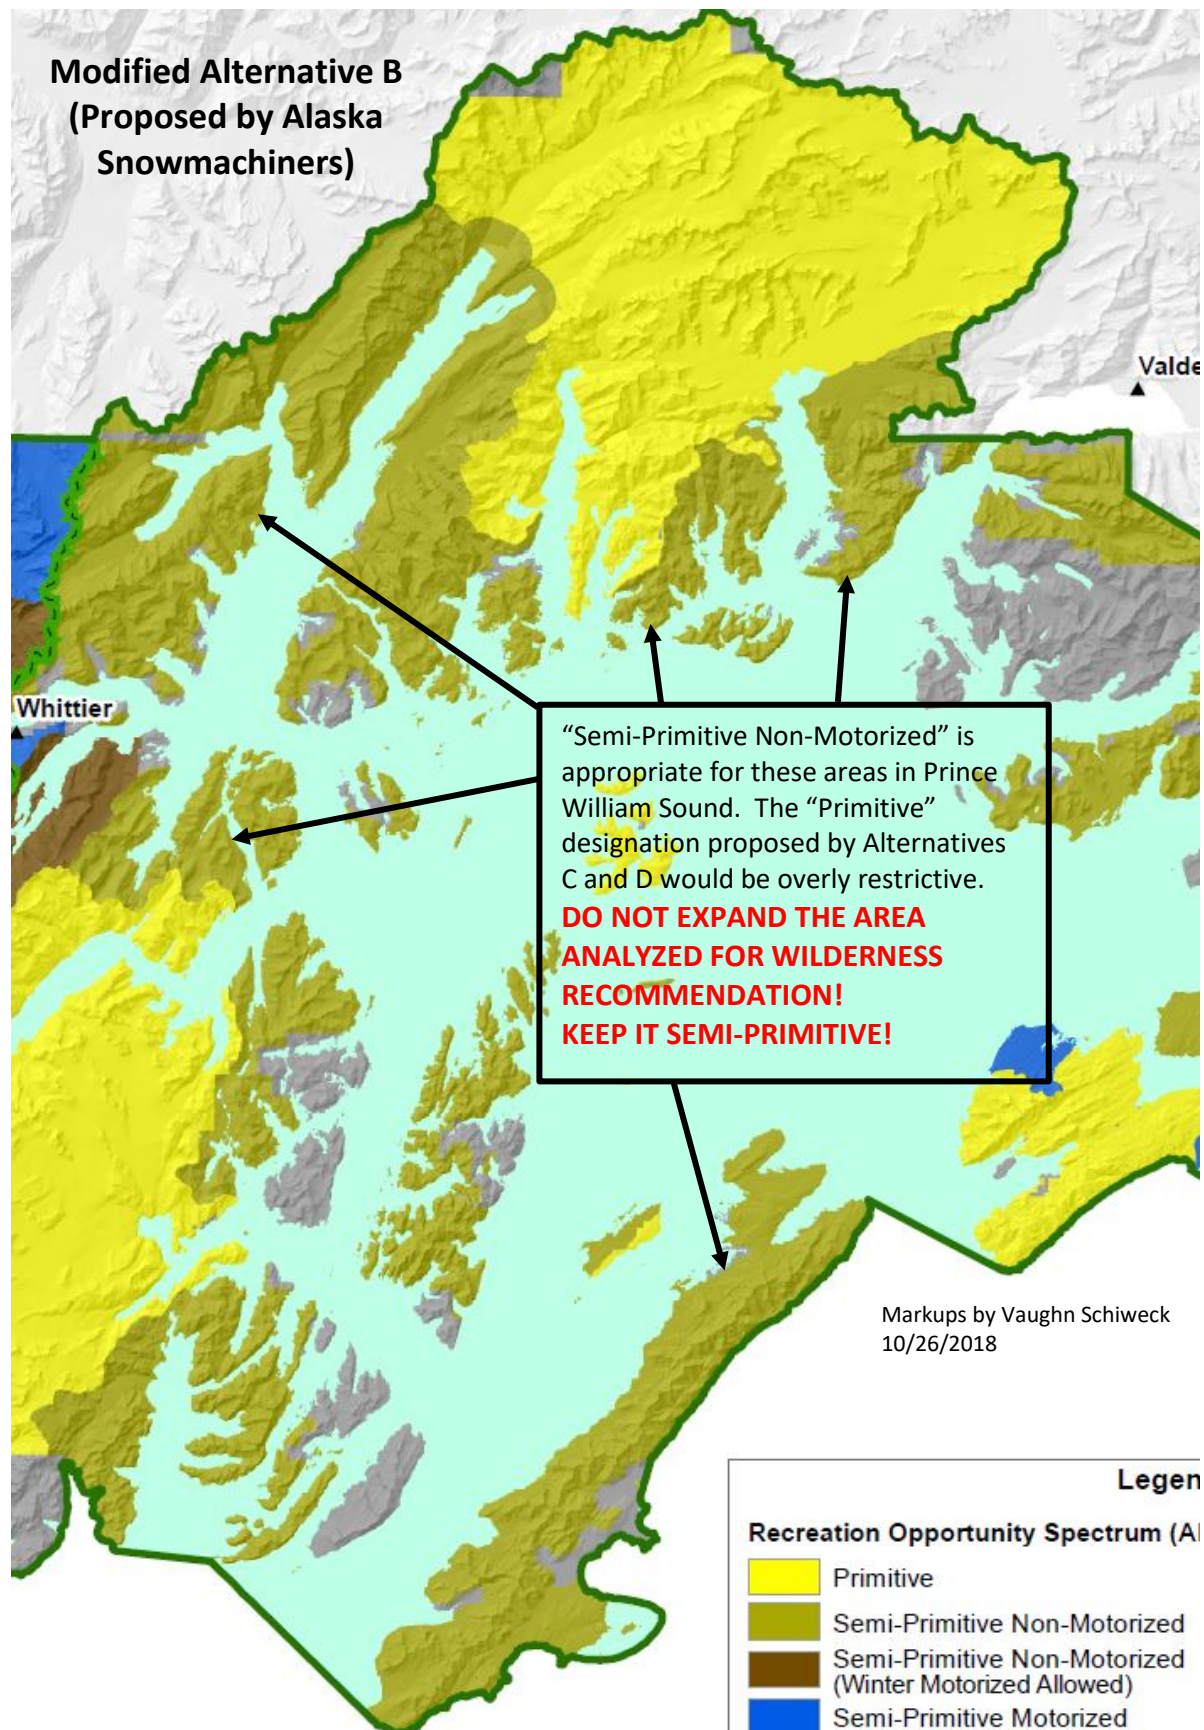 Modified Alternative B
(Proposed by Alaska
Snowmachiners)
Valde
Whittier
“Semi-Primitive Non-Motorized” is
appropriate for these areas in Prince
William Sound.  The “Primitive”
designation proposed by Alternatives
C and D would be overly restrictive.
DO NOT EXPAND THE AREA
ANALYZED FOR WILDERNESS
RECOMMENDATION!
KEEP IT SEMI-PRIMITIVE!
Markups by Vaughn Schiweck
10/26/2018
Legen
Recreation Opportunity Spectrum (Al
Primitive
Semi-Primitive Non-Motorized
Semi-Primitive Non-Motorized
(Winter Motorized Allowed)
Semi-Primitive Motorized